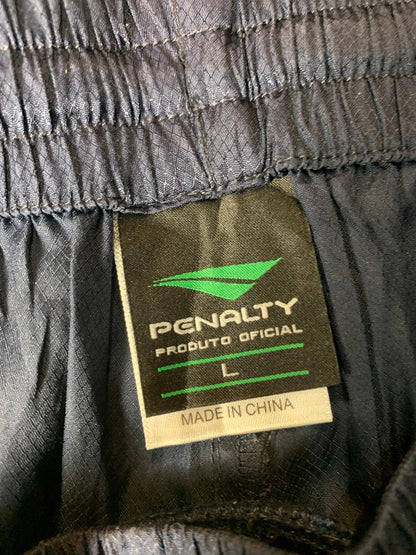 PENALTY
PRODUTO OFICIAL
L
MADE IN CHINA